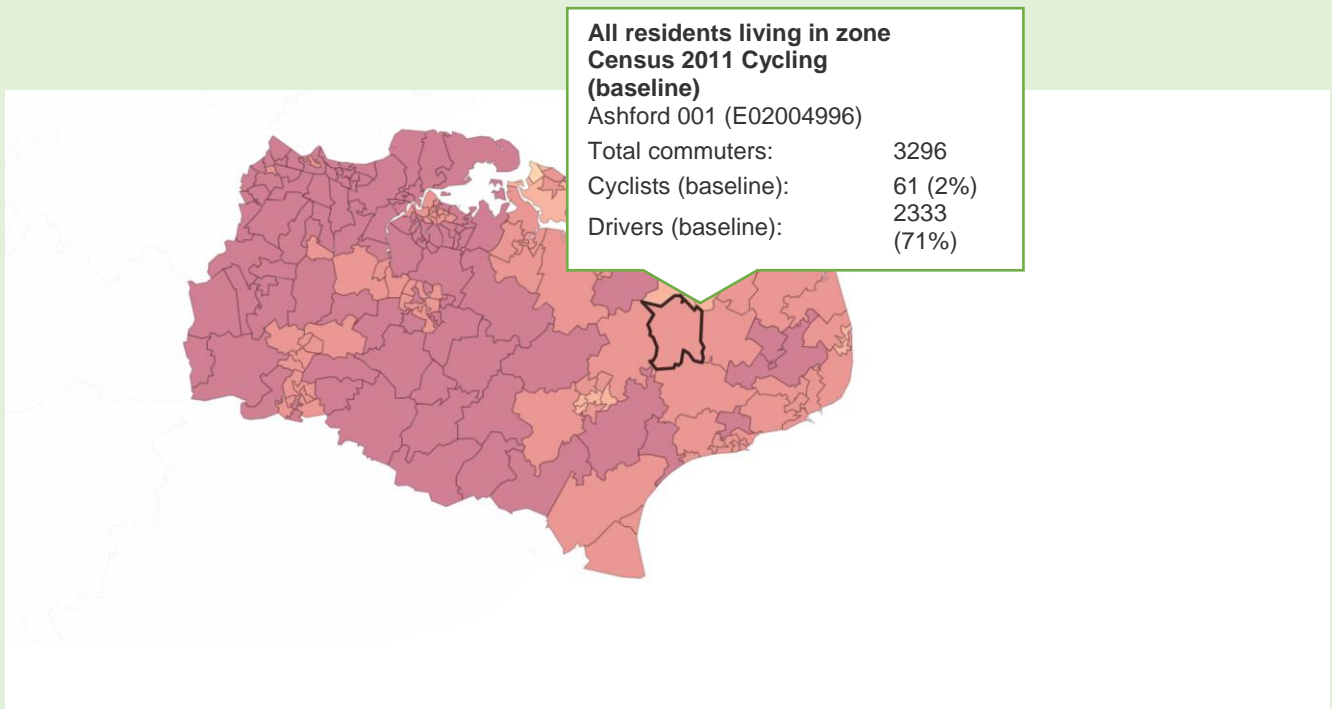 All residents living in zone
Census 2011 Cycling
(baseline)
Ashford 001 (E02004996)
Total commuters: 3296
Cyclists (baseline): 61 (2%)
Drivers (baseline): 2333
(71%)